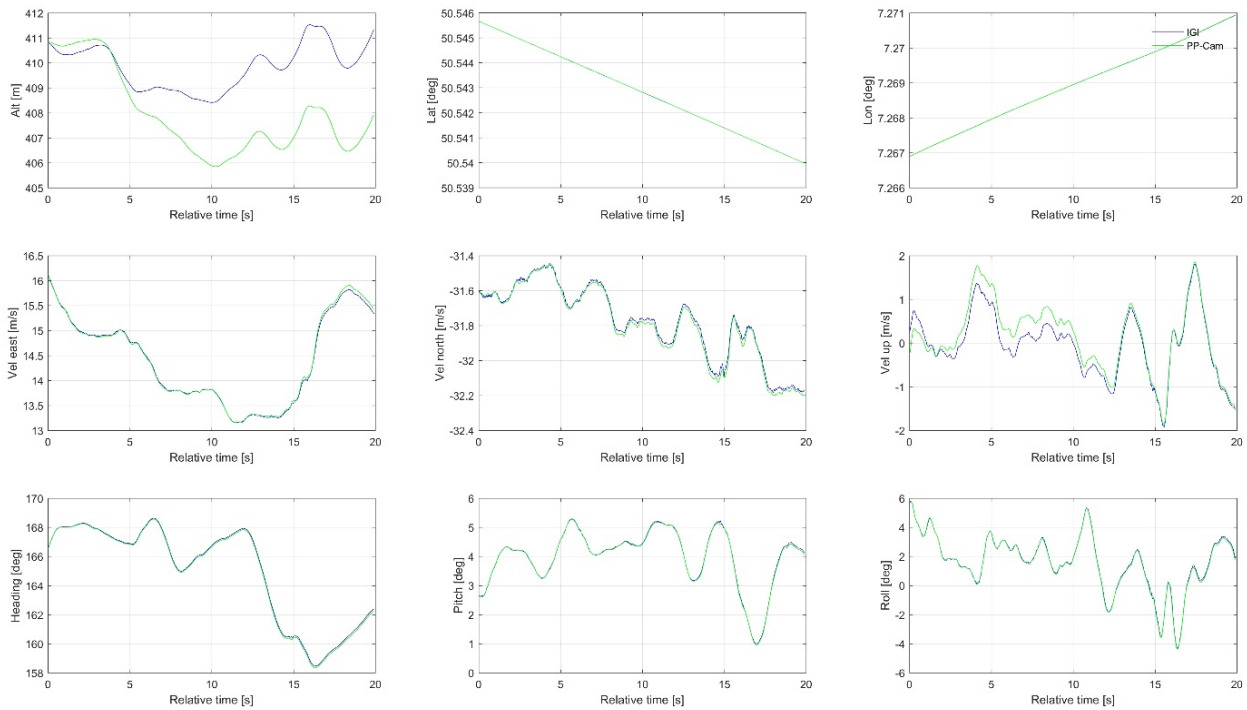 412
411
410
409
408
407
406
405
Alt [m]
0 5 10 15 20
Relative time [s]
50.546
50.545
50.544
50.543
50.542
50.541
50.54
50.539
Lat [deg]
0 5 10 15 20
Relative time [s]
7.271
7.27
7.269
7.268
7.267
7.266
Lon [deg]
IGI
PP-Cam
0 5 10 15 20
Relative time [s]
16.5
16
15.5
15
14.5
14
13.5
13
Vel east [m/s]
0 5 10 15 20
Relative time [s]
-31.4
-31.6
-31.8
-32
-32.2
-32.4
Vel north [m/s]
0 5 10 15 20
Relative time [s]
2
1
0
-1
-2
Vel up [m/s]
0 5 10 15 20
Relative time [s]
170
168
166
164
162
160
158
Heading [deg]
0 5 10 15 20
Relative time [s]
6
5
4
3
2
1
0
Pitch [deg]
0 5 10 15 20
Relative time [s]
6
4
2
0
-2
-4
-6
Roll [deg]
0 5 10 15 20
Relative time [s]